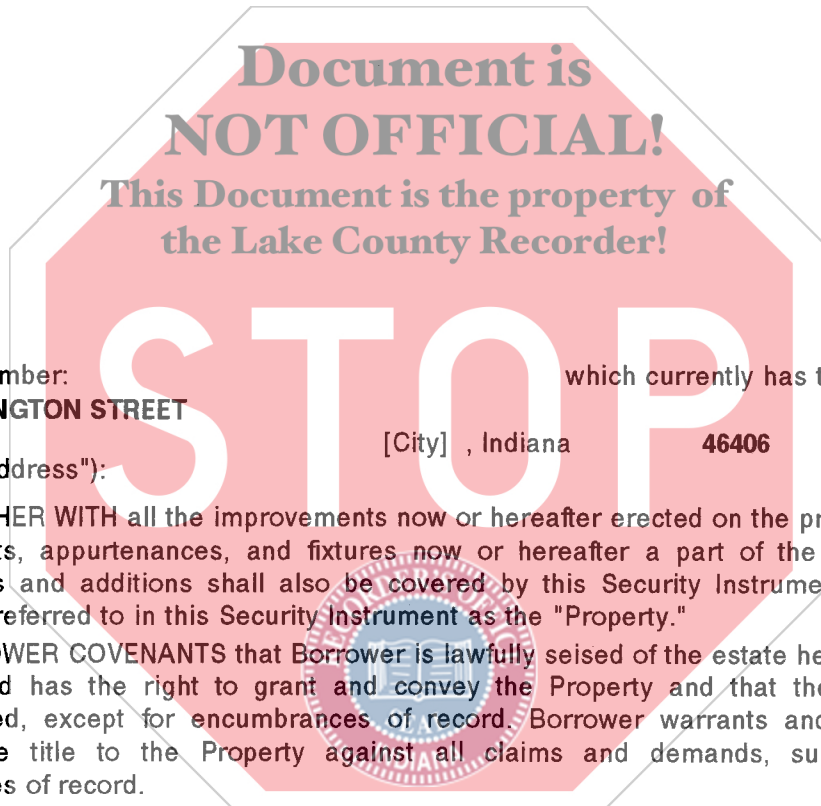 Document is
NOT OFFICIAL!
This Document is the property of
the Lake County Recorder!
STOP
mber: which currently has t
NGTON STREET
[City] , Indiana 46406
ddress"):
HER WITH all the improvements now or hereafter erected on the pr
ts, appurtenances, and fixtures now or hereafter a part of the
s and additions shall also be covered by this Security Instrume
referred to in this Security Instrument as the "Property."
OWER COVENANTS that Borrower is lawfully seised of the estate he
d has the right to grant and convey the Property and that the
ed, except for encumbrances of record. Borrower warrants and
e title to the Property against all claims and demands, su
es of record.